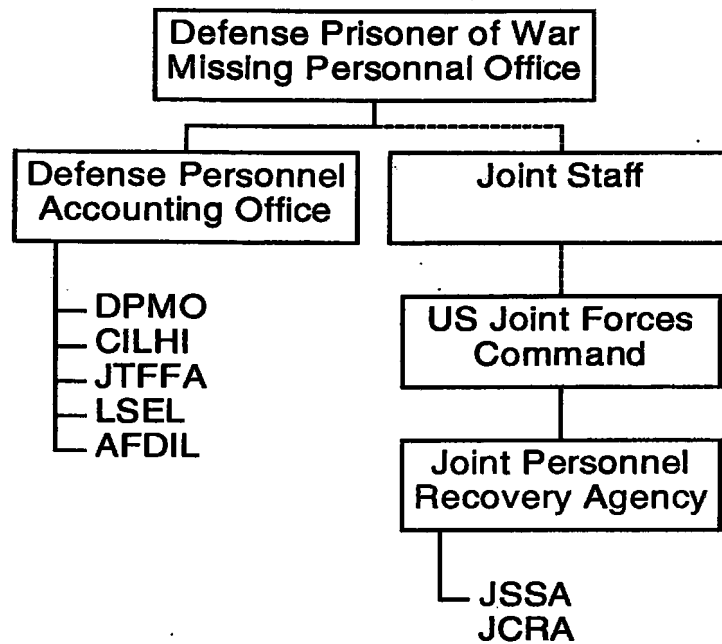 Defense Prisoner of War
Missing Personnal Office
Defense Personnel
Accounting Office
Joint Staff
DPMO
CILHI
JTFFA
LSEL
AFDIL
US Joint Forces
Command
Joint Personnel
Recovery Agency
JSSA
JCRA